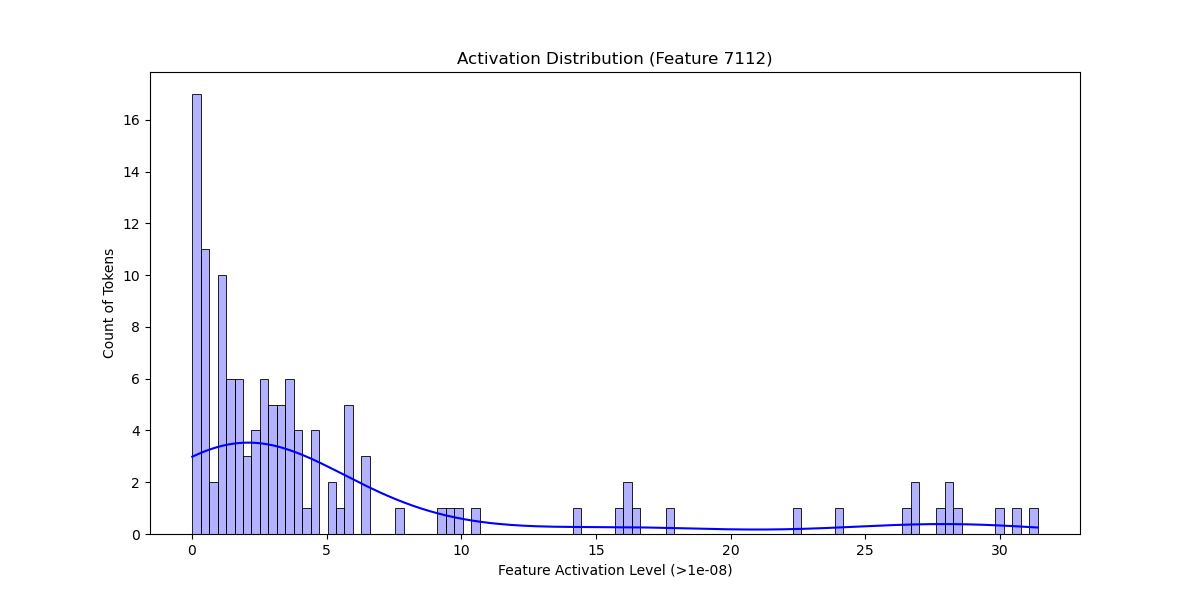 Activation Distribution (Feature 7112)
16
14
12
10
8
6
4
2
0
Count of Tokens
0 5 10 15 20 25 30
Feature Activation Level (>1e-08)